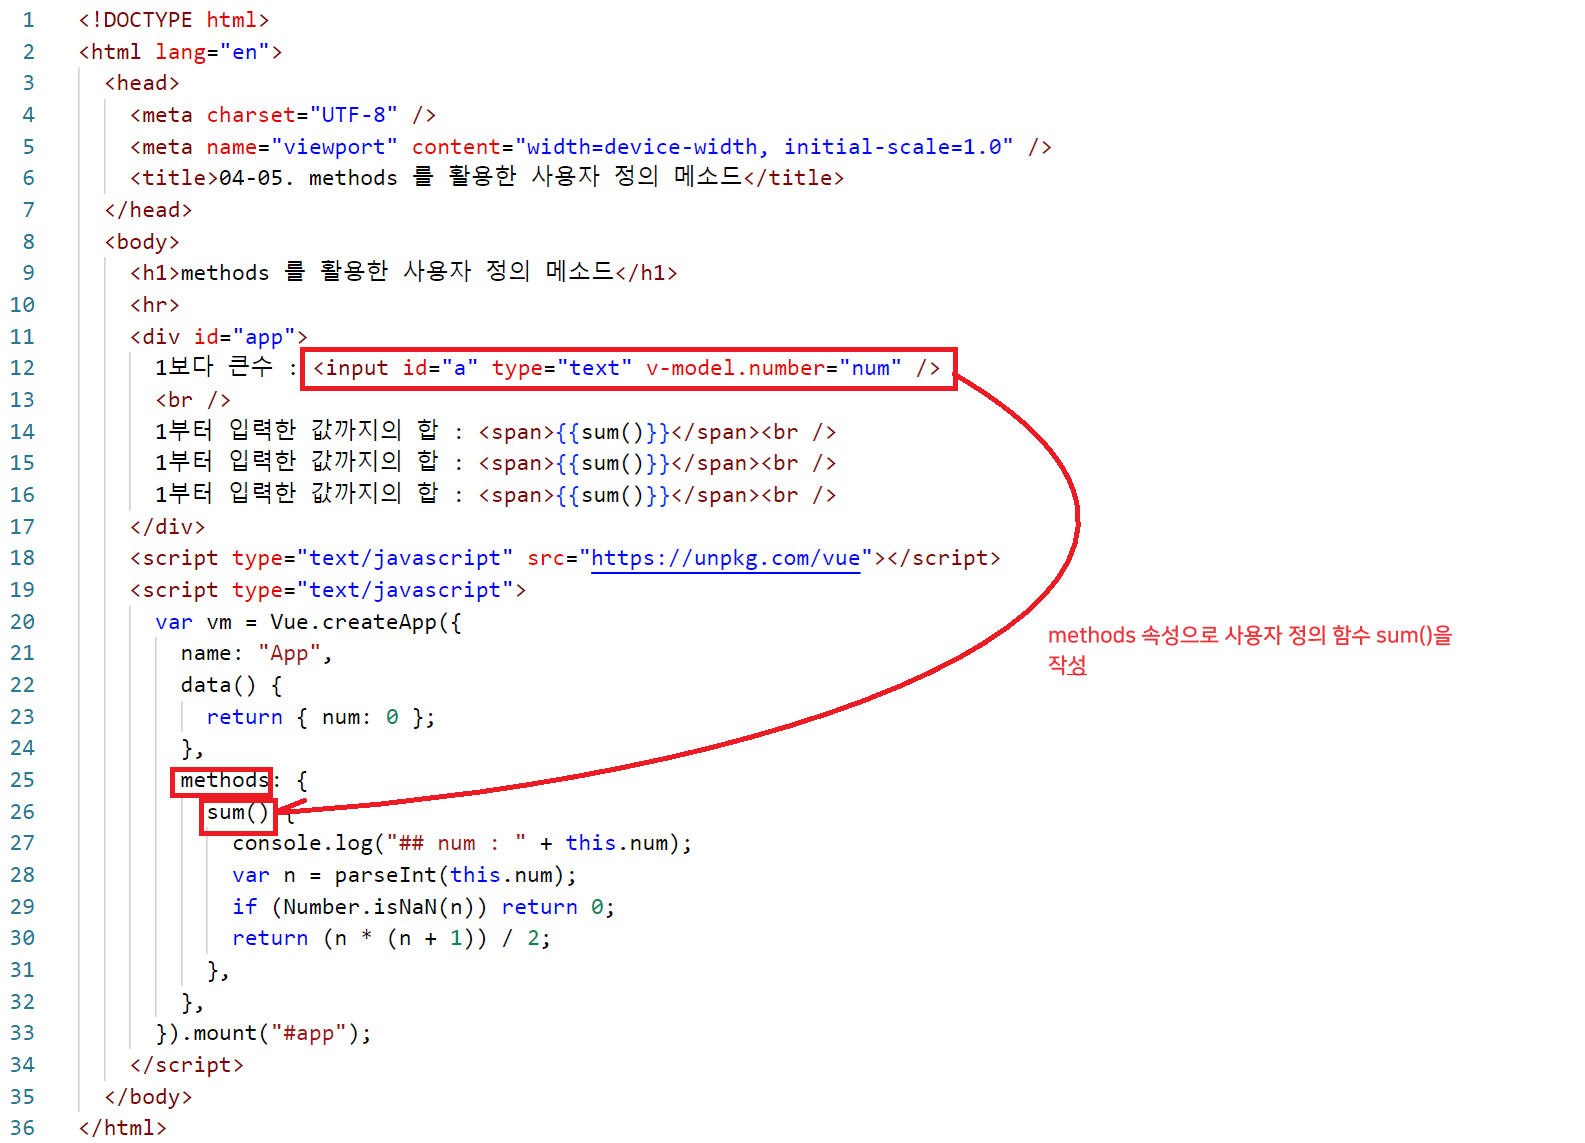 1 <!DOCTYPE html>
2 <html lang="en">
3 <head>
4 <meta charset="UTF-8" />
5 <meta name="viewport" content="width=device-width, initial-scale=1.0" />
6 <title>04-05. methods 를 활용한 사용자 정의 메소드</title>
7 </head>
8 <body>
9 <h1>methods 를 활용한 사용자 정의 메소드</h1>
10 <hr>
11 <div id="app">
12 1보다 큰수 : <input id="a" type="text" v-model.number="num" />
13 <br />
14 1부터 입력한 값까지의 합 : <span>{{sum()}}</span><br />
15 1부터 입력한 값까지의 합 : <span>{{sum()}}</span><br />
16 1부터 입력한 값까지의 합 : <span>{{sum()}}</span><br />
17 </div>
18 <script type="text/javascript" src="https://unpkg.com/vue"></script>
19 <script type="text/javascript">
20 var vm = Vue.createApp({
21 name: "App",
22 data() {
23 return { num: 0 };
24 },
25 methods: {
26 sum() {
27 console.log("## num : " + this.num);
28 var n = parseInt(this.num);
29 if (Number.isNaN(n)) return 0;
30 return (n * (n + 1)) / 2;
31 },
32 },
33 }).mount("#app");
34 </script>
35 </body>
36 </html>
methods 속성으로 사용자 정의 함수 sum()을
작성